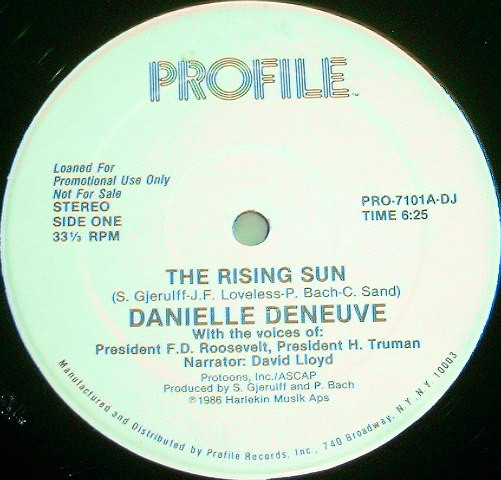 PROFILE™
Loaned For
Promotional Use Only
Not For Sale
STEREO
SIDE ONE
33⅓ RPM
PRO-7101A-DJ
TIME 6:25
THE RISING SUN
(S. Gjerulff-J.F. Loveless-P. Bach-C. Sand)
DANIELLE DENEUVE
With the voices of:
President F.D. Roosevelt, President H. Truman
Narrator: David Lloyd
Protoons, Inc./ASCAP
Produced by S. Gjerulff and P. Bach
℗1986 Harlekin Musik Aps
Manufactured and Distributed by Profile Records, Inc., 740 Broadway, N.Y., N.Y. 10003